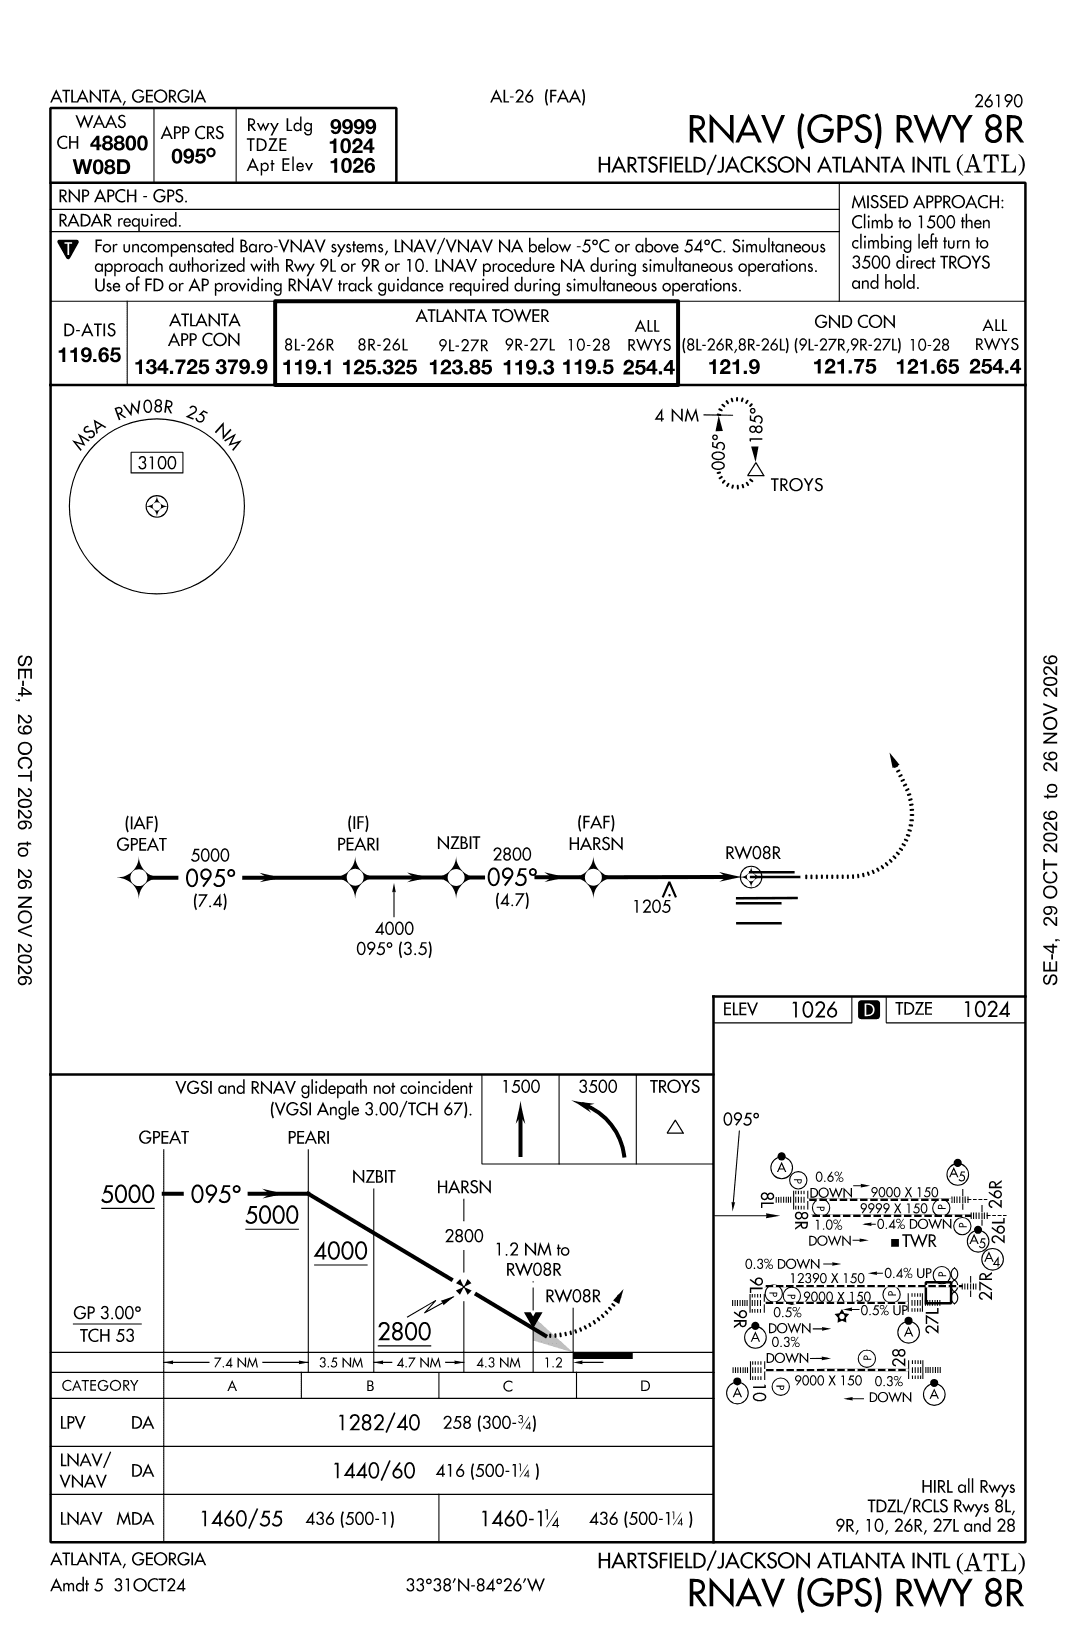 ATLANTA, GEORGIA
AL-26 (FAA)
26190
WAAS
CH 48800
W08D
APP CRS
095°
Rwy Ldg 9999
TDZE 1024
Apt Elev 1026
RNAV (GPS) RWY 8R
HARTSFIELD/JACKSON ATLANTA INTL (ATL)
RNP APCH - GPS.
RADAR required.
T
For uncompensated Baro-VNAV systems, LNAV/VNAV NA below -5°C or above 54°C. Simultaneous
approach authorized with Rwy 9L or 9R or 10. LNAV procedure NA during simultaneous operations.
Use of FD or AP providing RNAV track guidance required during simultaneous operations.
MISSED APPROACH:
Climb to 1500 then
climbing left turn to
3500 direct TROYS
and hold.
D-ATIS
119.65
ATLANTA
APP CON
134.725 379.9
ATLANTA TOWER
8L-26R 8R-26L 9L-27R 9R-27L 10-28 ALL RWYS
119.1 125.325 123.85 119.3 119.5 254.4
GND CON
(8L-26R,8R-26L) (9L-27R,9R-27L) 10-28 ALL RWYS
121.9 121.75 121.65 254.4
MSA RW08R 25 NM
3100
4 NM
005°
185°
TROYS
SE-4, 29 OCT 2026 to 26 NOV 2026
SE-4, 29 OCT 2026 to 26 NOV 2026
(IAF)
GPEAT
5000
095°
(7.4)
(IF)
PEARI
4000
095° (3.5)
NZBIT
2800
095°
(4.7)
(FAF)
HARSN
1205
RW08R
ELEV 1026 D TDZE 1024
VGSI and RNAV glidepath not coincident
(VGSI Angle 3.00/TCH 67).
1500
3500
TROYS
GPEAT
PEARI
NZBIT
HARSN
5000
095°
5000
4000
2800
2800
1.2 NM to
RW08R
RW08R
GP 3.00°
TCH 53
7.4 NM 3.5 NM 4.7 NM 4.3 NM 1.2
CATEGORY A B C D
LPV DA 1282/40 258 (300-¾)
LNAV/
VNAV DA 1440/60 416 (500-1¼)
LNAV MDA 1460/55 436 (500-1) 1460-1¼ 436 (500-1¼)
095°
A
P
0.6%
DOWN
9000 X 150
A5
8L
26R
8R
P
9999 X 150
P
26L
1.0%
DOWN
0.4% DOWN
P
A5
TWR
A4
0.3% DOWN
0.4% UP
P
12390 X 150
9L
27R
P
P
9000 X 150
P
9R
0.5%
DOWN
0.5% UP
27L
A
A
0.3%
DOWN
P
28
A
10
P
9000 X 150
0.3%
DOWN
A
HIRL all Rwys
TDZL/RCLS Rwys 8L,
9R, 10, 26R, 27L and 28
ATLANTA, GEORGIA
Amdt 5 31OCT24
33°38'N-84°26'W
HARTSFIELD/JACKSON ATLANTA INTL (ATL)
RNAV (GPS) RWY 8R